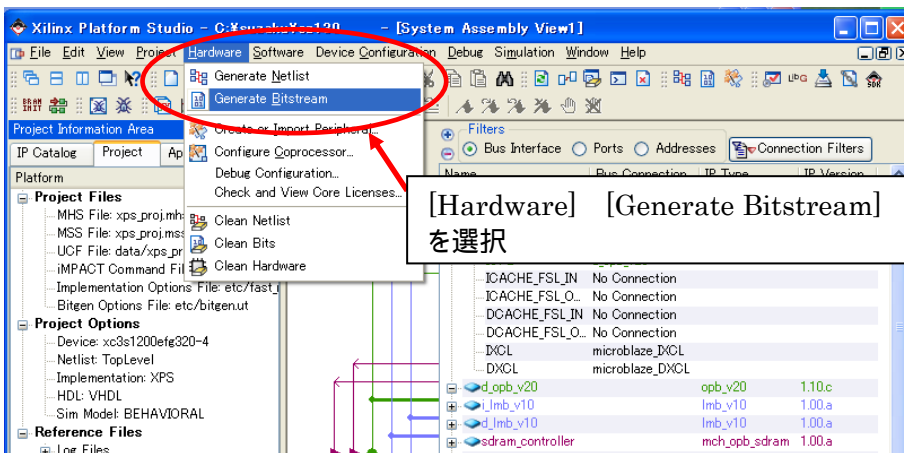 Xilinx Platform Studio - C:¥suzaku¥sz130 - [System Assembly View1]
File Edit View Project Hardware Software Device Configuration Debug Simulation Window Help
Generate Netlist
Generate Bitstream
Create or Import Peripheral...
Configure Coprocessor...
Debug Configuration...
Check and View Core Licenses...
Clean Netlist
Clean Bits
Clean Hardware
Project Information Area
IP Catalog Project Ap
Platform
Project Files
MHS File: xps_proj.mhs
MSS File: xps_proj.mss
UCF File: data/xps_pr
iMPACT Command Fil
Implementation Options File: etc/fast_r
Bitgen Options File: etc/bitgen.ut
Project Options
Device: xc3s1200efg320-4
Netlist: TopLevel
Implementation: XPS
HDL: VHDL
Sim Model: BEHAVIORAL
Reference Files
Log Files
Filters
Bus Interface Ports Addresses Connection Filters
Name Bus Connection IP Type IP Version
[Hardware] [Generate Bitstream]
を選択
ICACHE_FSL_IN No Connection
ICACHE_FSL_O... No Connection
DCACHE_FSL_IN No Connection
DCACHE_FSL_O... No Connection
IXCL microblaze_IXCL
DXCL microblaze_DXCL
d_opb_v20 opb_v20 1.10.c
i_lmb_v10 lmb_v10 1.00.a
d_lmb_v10 lmb_v10 1.00.a
sdram_controller mch_opb_sdram 1.00.a